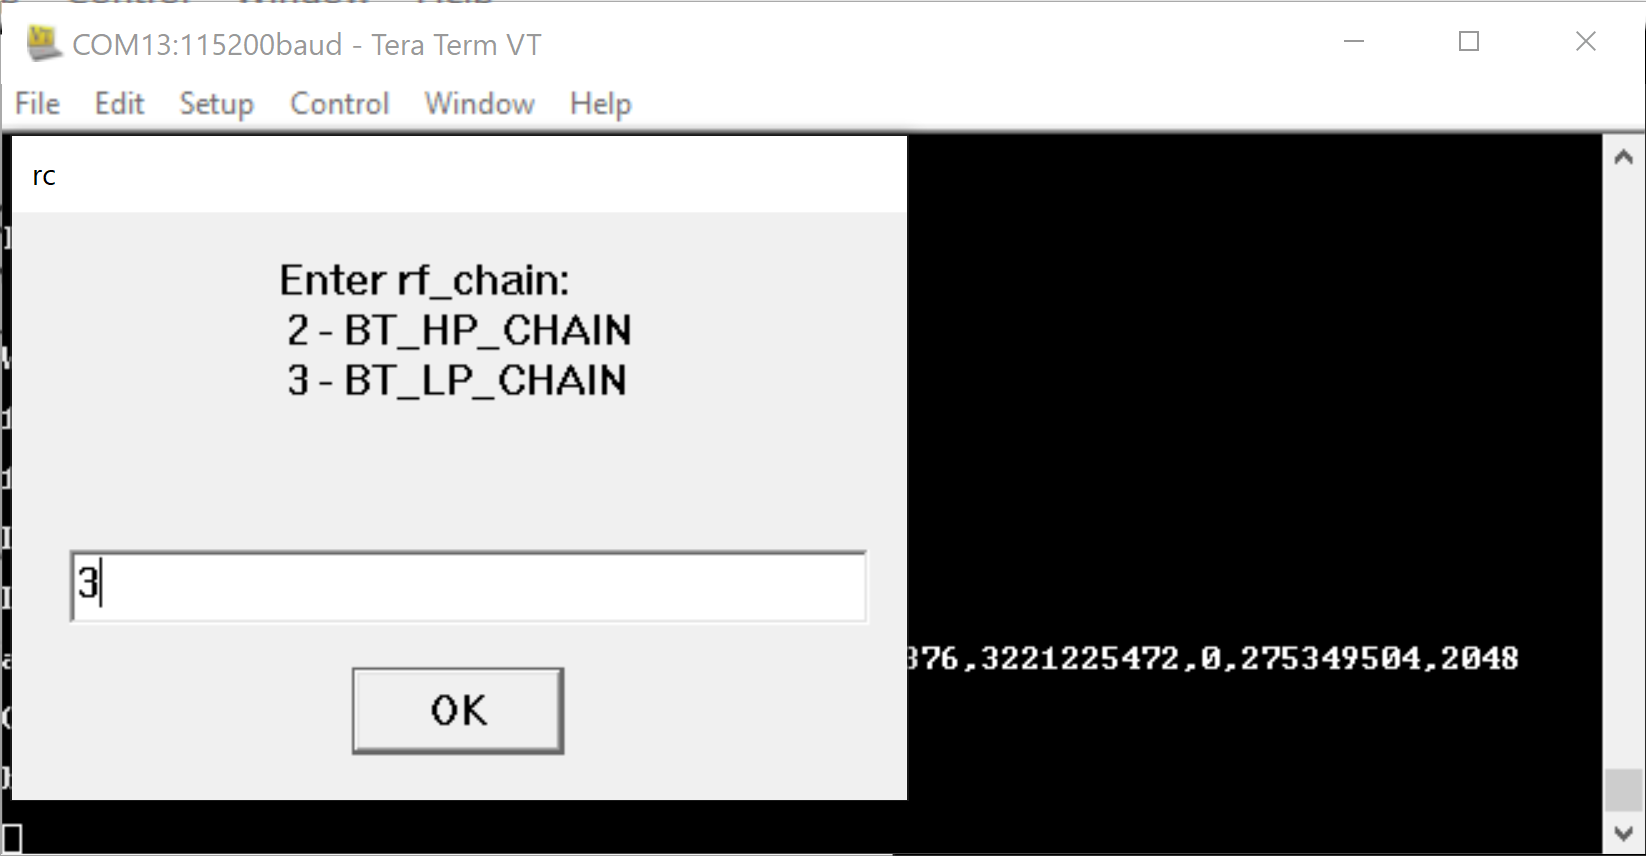 COM13:115200baud - Tera Term VT
File Edit Setup Control Window Help
rc
Enter rf_chain:
2 - BT_HP_CHAIN
3 - BT_LP_CHAIN
3
376,3221225472,0,275349504,2048
OK